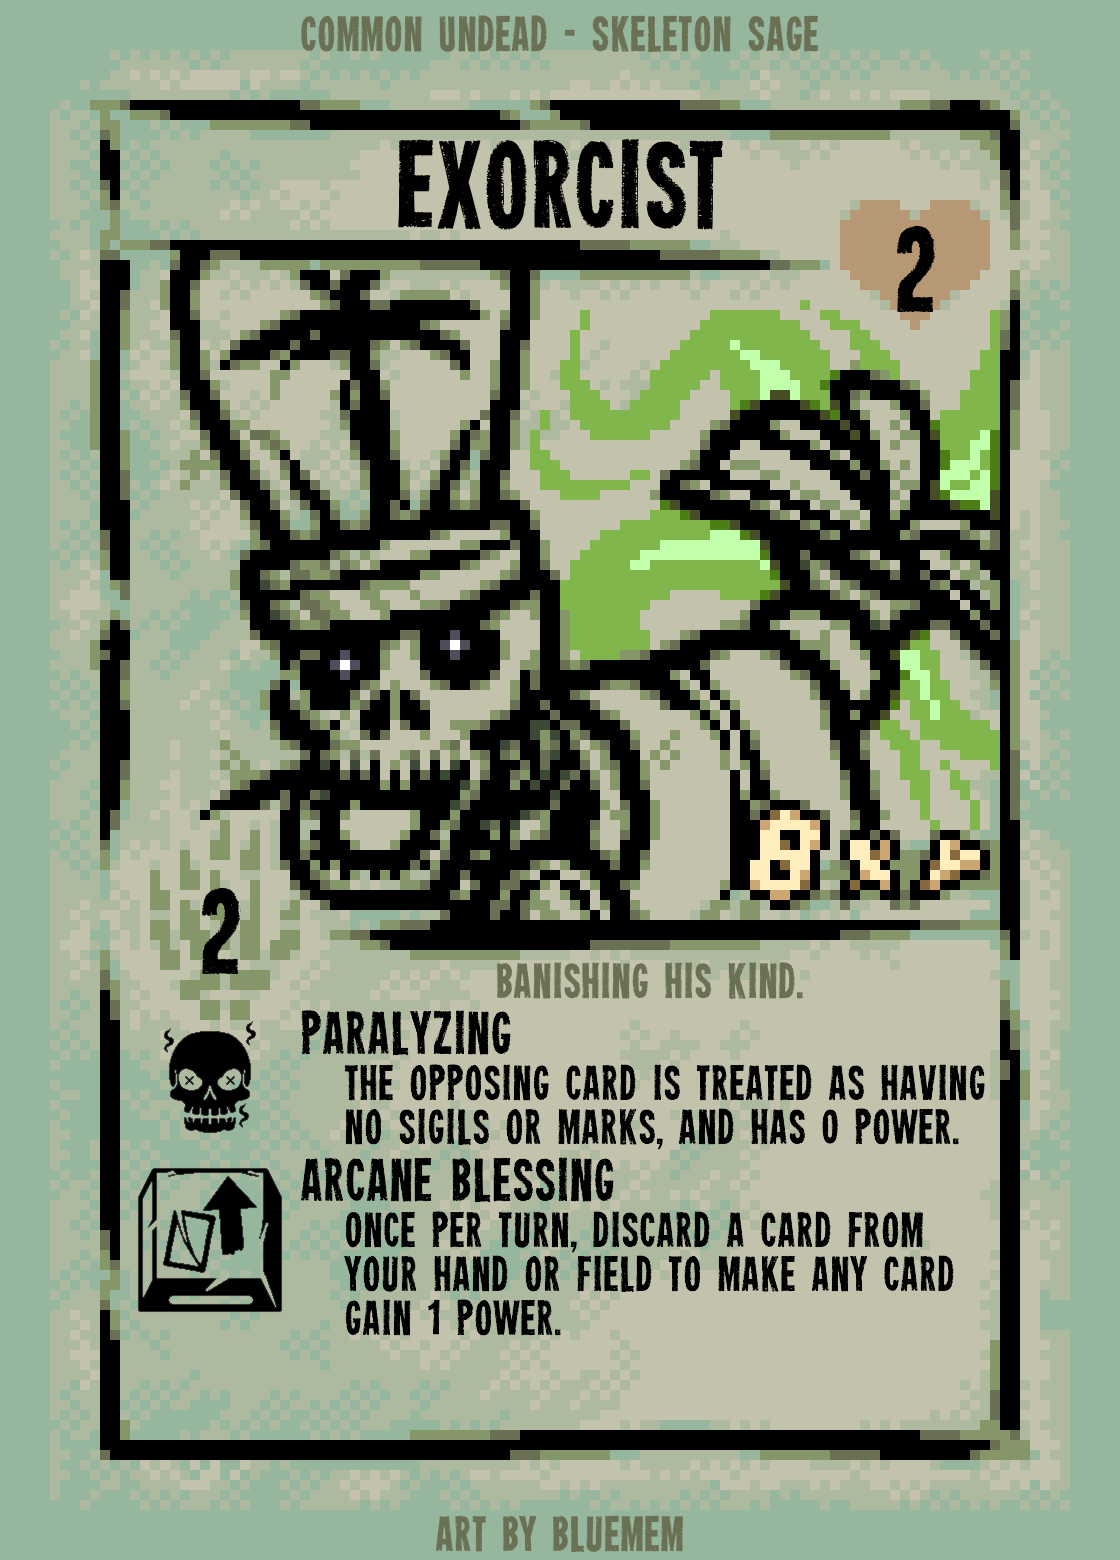 COMMON UNDEAD - SKELETON SAGE
EXORCIST
2
8 X Y
2
BANISHING HIS KIND.
PARALYZING
THE OPPOSING CARD IS TREATED AS HAVING
NO SIGILS OR MARKS, AND HAS 0 POWER.
ARCANE BLESSING
ONCE PER TURN, DISCARD A CARD FROM
YOUR HAND OR FIELD TO MAKE ANY CARD
GAIN 1 POWER.
ART BY BLUEMEM